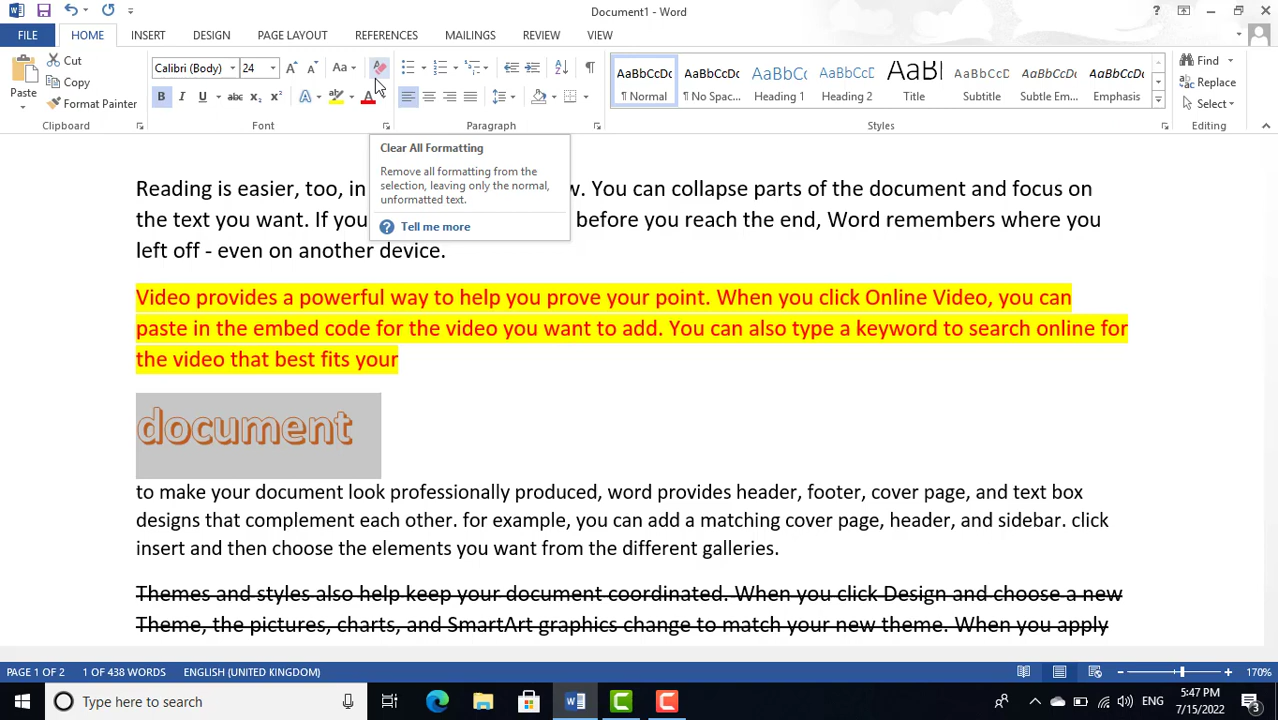 Document1 - Word
FILE HOME INSERT DESIGN PAGE LAYOUT REFERENCES MAILINGS REVIEW VIEW
Paste
Cut
Copy
Format Painter
Clipboard
Calibri (Body) 24 Aa
B I U abc x₂ x² A A
Font
Paragraph
AaBbCcDc AaBbCcDc AaBbCc AaBbCcC AaBl AaBbCcD AaBbCcDc AaBbCcDc
¶ Normal ¶ No Spac... Heading 1 Heading 2 Title Subtitle Subtle Em... Emphasis
Styles
Find
Replace
Select
Editing
Clear All Formatting
Remove all formatting from the
selection, leaving only the normal,
unformatted text.
Tell me more
Reading is easier, too, in w. You can collapse parts of the document and focus on
the text you want. If you before you reach the end, Word remembers where you
left off - even on another device.
Video provides a powerful way to help you prove your point. When you click Online Video, you can
paste in the embed code for the video you want to add. You can also type a keyword to search online for
the video that best fits your
document
to make your document look professionally produced, word provides header, footer, cover page, and text box
designs that complement each other. for example, you can add a matching cover page, header, and sidebar. click
insert and then choose the elements you want from the different galleries.
Themes and styles also help keep your document coordinated. When you click Design and choose a new
Theme, the pictures, charts, and SmartArt graphics change to match your new theme. When you apply
PAGE 1 OF 2 1 OF 438 WORDS ENGLISH (UNITED KINGDOM) 170%
Type here to search
ENG
5:47 PM
7/15/2022
3